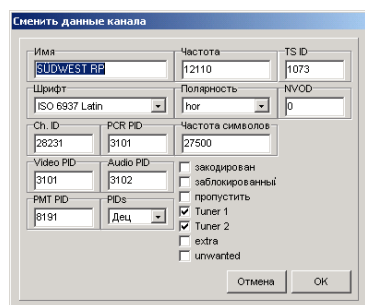 Сменить данные канала
Имя Частота TS ID
SÜDWEST RP 12110 1073
Шрифт Полярность NVOD
ISO 6937 Latin hor 0
Ch. ID PCR PID Частота символов
28231 3101 27500
Video PID Audio PID закодирован
3101 3102 заблокированный
пропустить
PMT PID PIDs Tuner 1
8191 Дец Tuner 2
extra
unwanted
Отмена OK